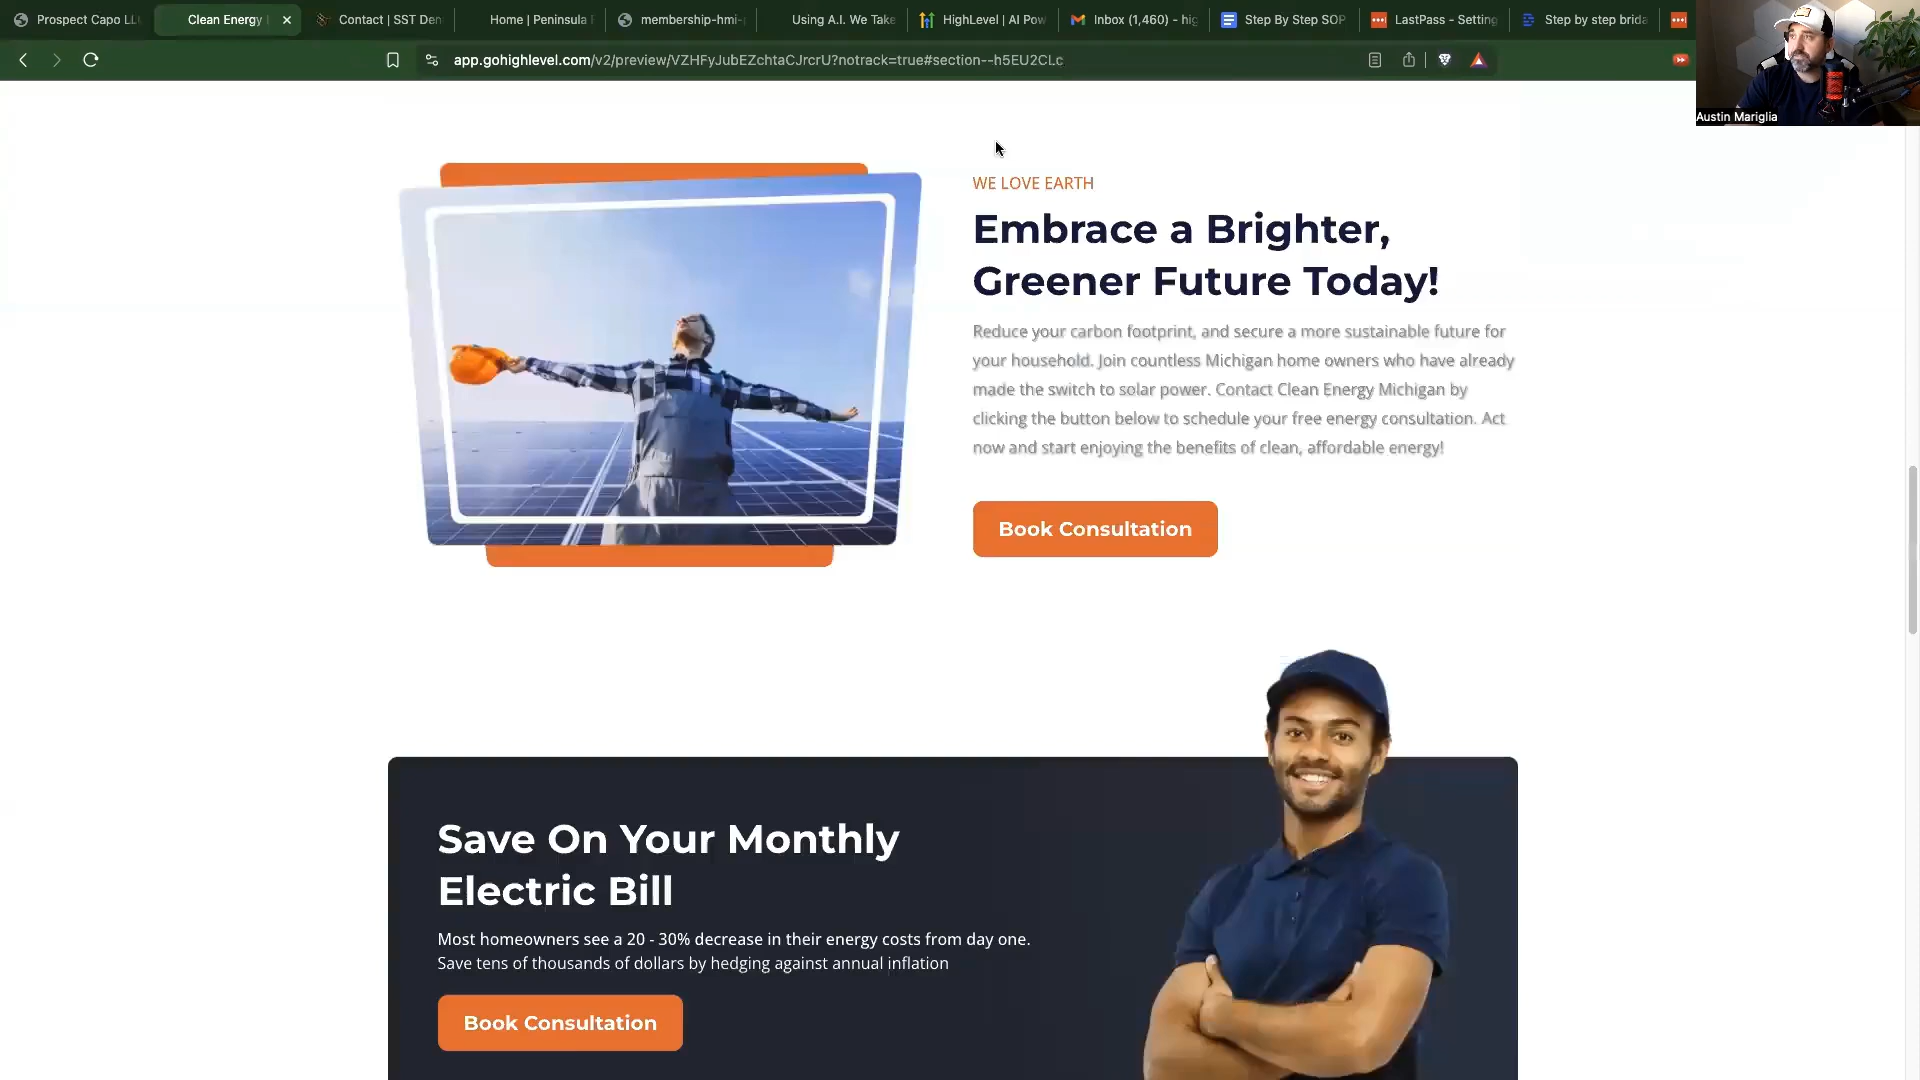 Prospect Capo LL
Clean Energy
Contact | SST Den
Home | Peninsula
membership-hmi-
Using A.I. We Take
HighLevel | AI Pow
Inbox (1,460) - hig
Step By Step SOP
LastPass - Setting
Step by step brida
app.gohighlevel.com/v2/preview/VZHFyJubEZchtaCJrcrU?notrack=true#section--h5EU2CLc
Austin Mariglia
WE LOVE EARTH
Embrace a Brighter,
Greener Future Today!
Reduce your carbon footprint, and secure a more sustainable future for
your household. Join countless Michigan home owners who have already
made the switch to solar power. Contact Clean Energy Michigan by
clicking the button below to schedule your free energy consultation. Act
now and start enjoying the benefits of clean, affordable energy!
Book Consultation
Save On Your Monthly
Electric Bill
Most homeowners see a 20 - 30% decrease in their energy costs from day one.
Save tens of thousands of dollars by hedging against annual inflation
Book Consultation